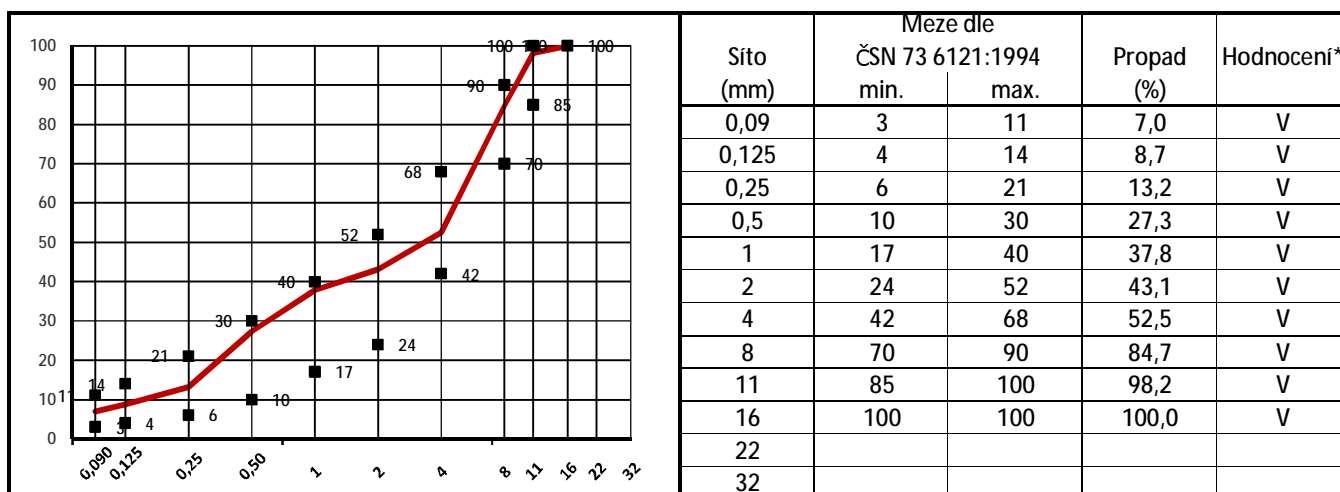 100
90
80
70
60
50
40
30
20
10
0
11 14 21 30 40 52 68 90 100 100 100
3 4 6 10 17 24 42 70 85
0,090 0,125 0,25 0,50 1 2 4 8 11 16 22 32
Meze dle
Síto ČSN 73 6121:1994 Propad Hodnocení*
(mm) min. max. (%)
0,09 3 11 7,0 V
0,125 4 14 8,7 V
0,25 6 21 13,2 V
0,5 10 30 27,3 V
1 17 40 37,8 V
2 24 52 43,1 V
4 42 68 52,5 V
8 70 90 84,7 V
11 85 100 98,2 V
16 100 100 100,0 V
22
32